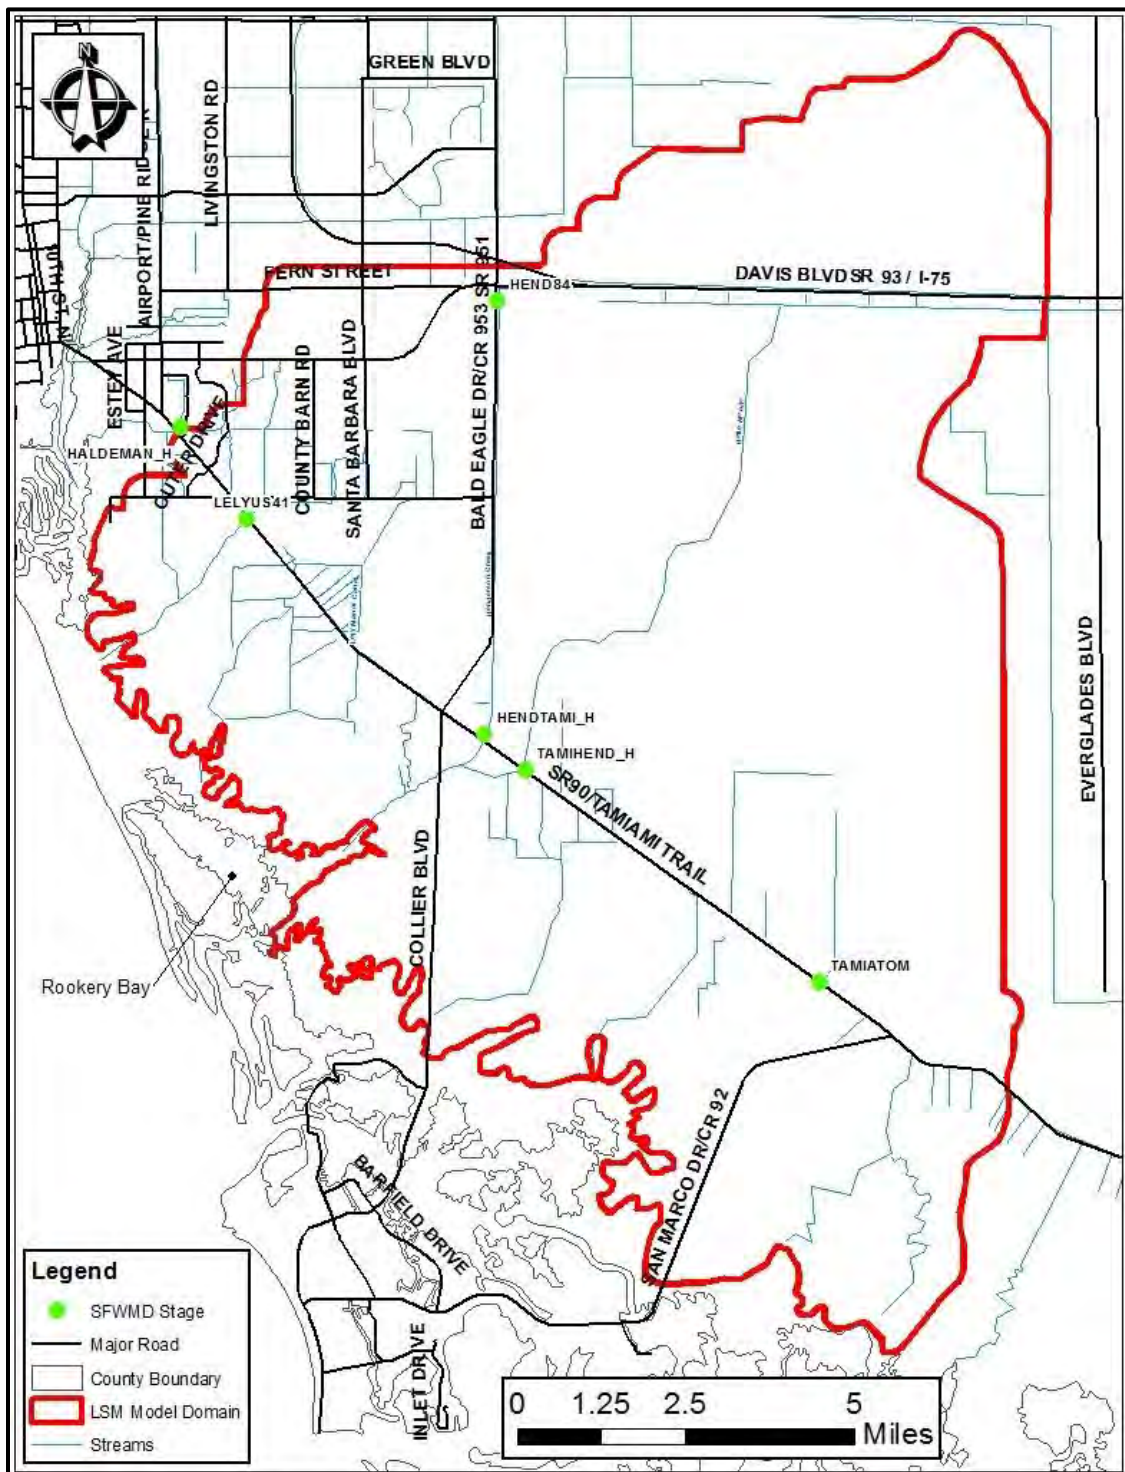 N
GREEN BLVD
LIVINGSTON RD
AIRPORT/PINE RIDGE R
10TH ST. N
FERN STREET
BALD EAGLE DR/CR 953 SR 951
DAVIS BLVDSR 93 / I-75
HEND84
ESTEY AVE
COUNTY BARN RD
SANTA BARBARA BLVD
OUTER DRIVE
HALDEMAN_H
LELYUS41
HENDTAMI_H
TAMIHEND_H
SR90/TAMIAMI TRAIL
EVERGLADES BLVD
COLLIER BLVD
TAMIATOM
Rookery Bay
SAN MARCO DR/CR 92
BARFIELD DRIVE
INLET DRIVE
Legend
SFWMD Stage
Major Road
County Boundary
LSM Model Domain
Streams
0 1.25 2.5 5
Miles